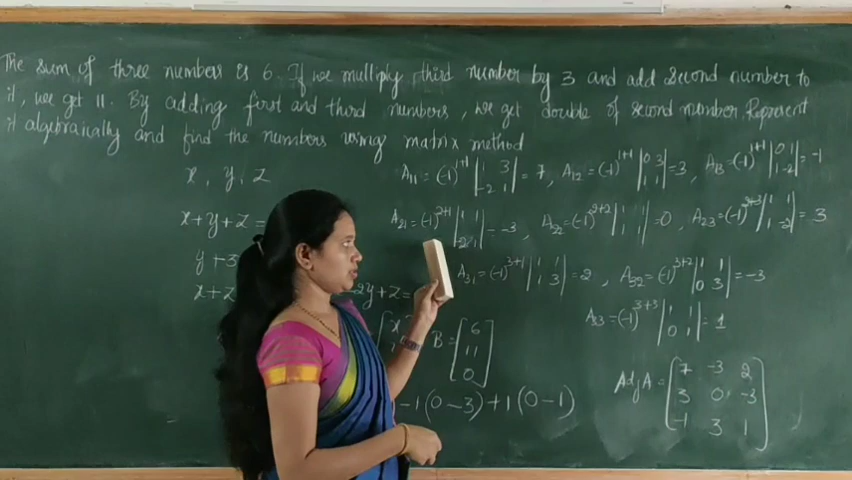 The sum of three numbers is 6. If we multiply third number by 3 and add second number to
it, we get 11. By adding first and third numbers, we get double of second number. Represent
it algebraically and find the numbers using matrix method
x, y, z
A₁₁ = (-1)¹⁺¹ |1 3; -2 1| = 7, A₁₂ = (-1)¹⁺¹ |0 3; 1 1| = 3, A₁₃ = (-1)¹⁺¹ |0 1; 1 -2| = -1
x+y+z =
A₂₁ = (-1)²⁺¹ |1 1; -2 1| = -3, A₂₂ = (-1)²⁺² |1 1; 1 1| = 0, A₂₃ = (-1)²⁺³ |1 1; 1 -2| = 3
y+3
A₃₁ = (-1)³⁺¹ |1 1; 1 3| = 2, A₃₂ = (-1)³⁺² |1 1; 0 3| = -3
x+z -2y+z =
A₃₃ = (-1)³⁺³ |1 1; 0 1| = 1
[x B = [6; 11; 0]
Adj A = [7 -3 2; 3 0 -3; -1 3 1]
-1(0-3)+1(0-1)